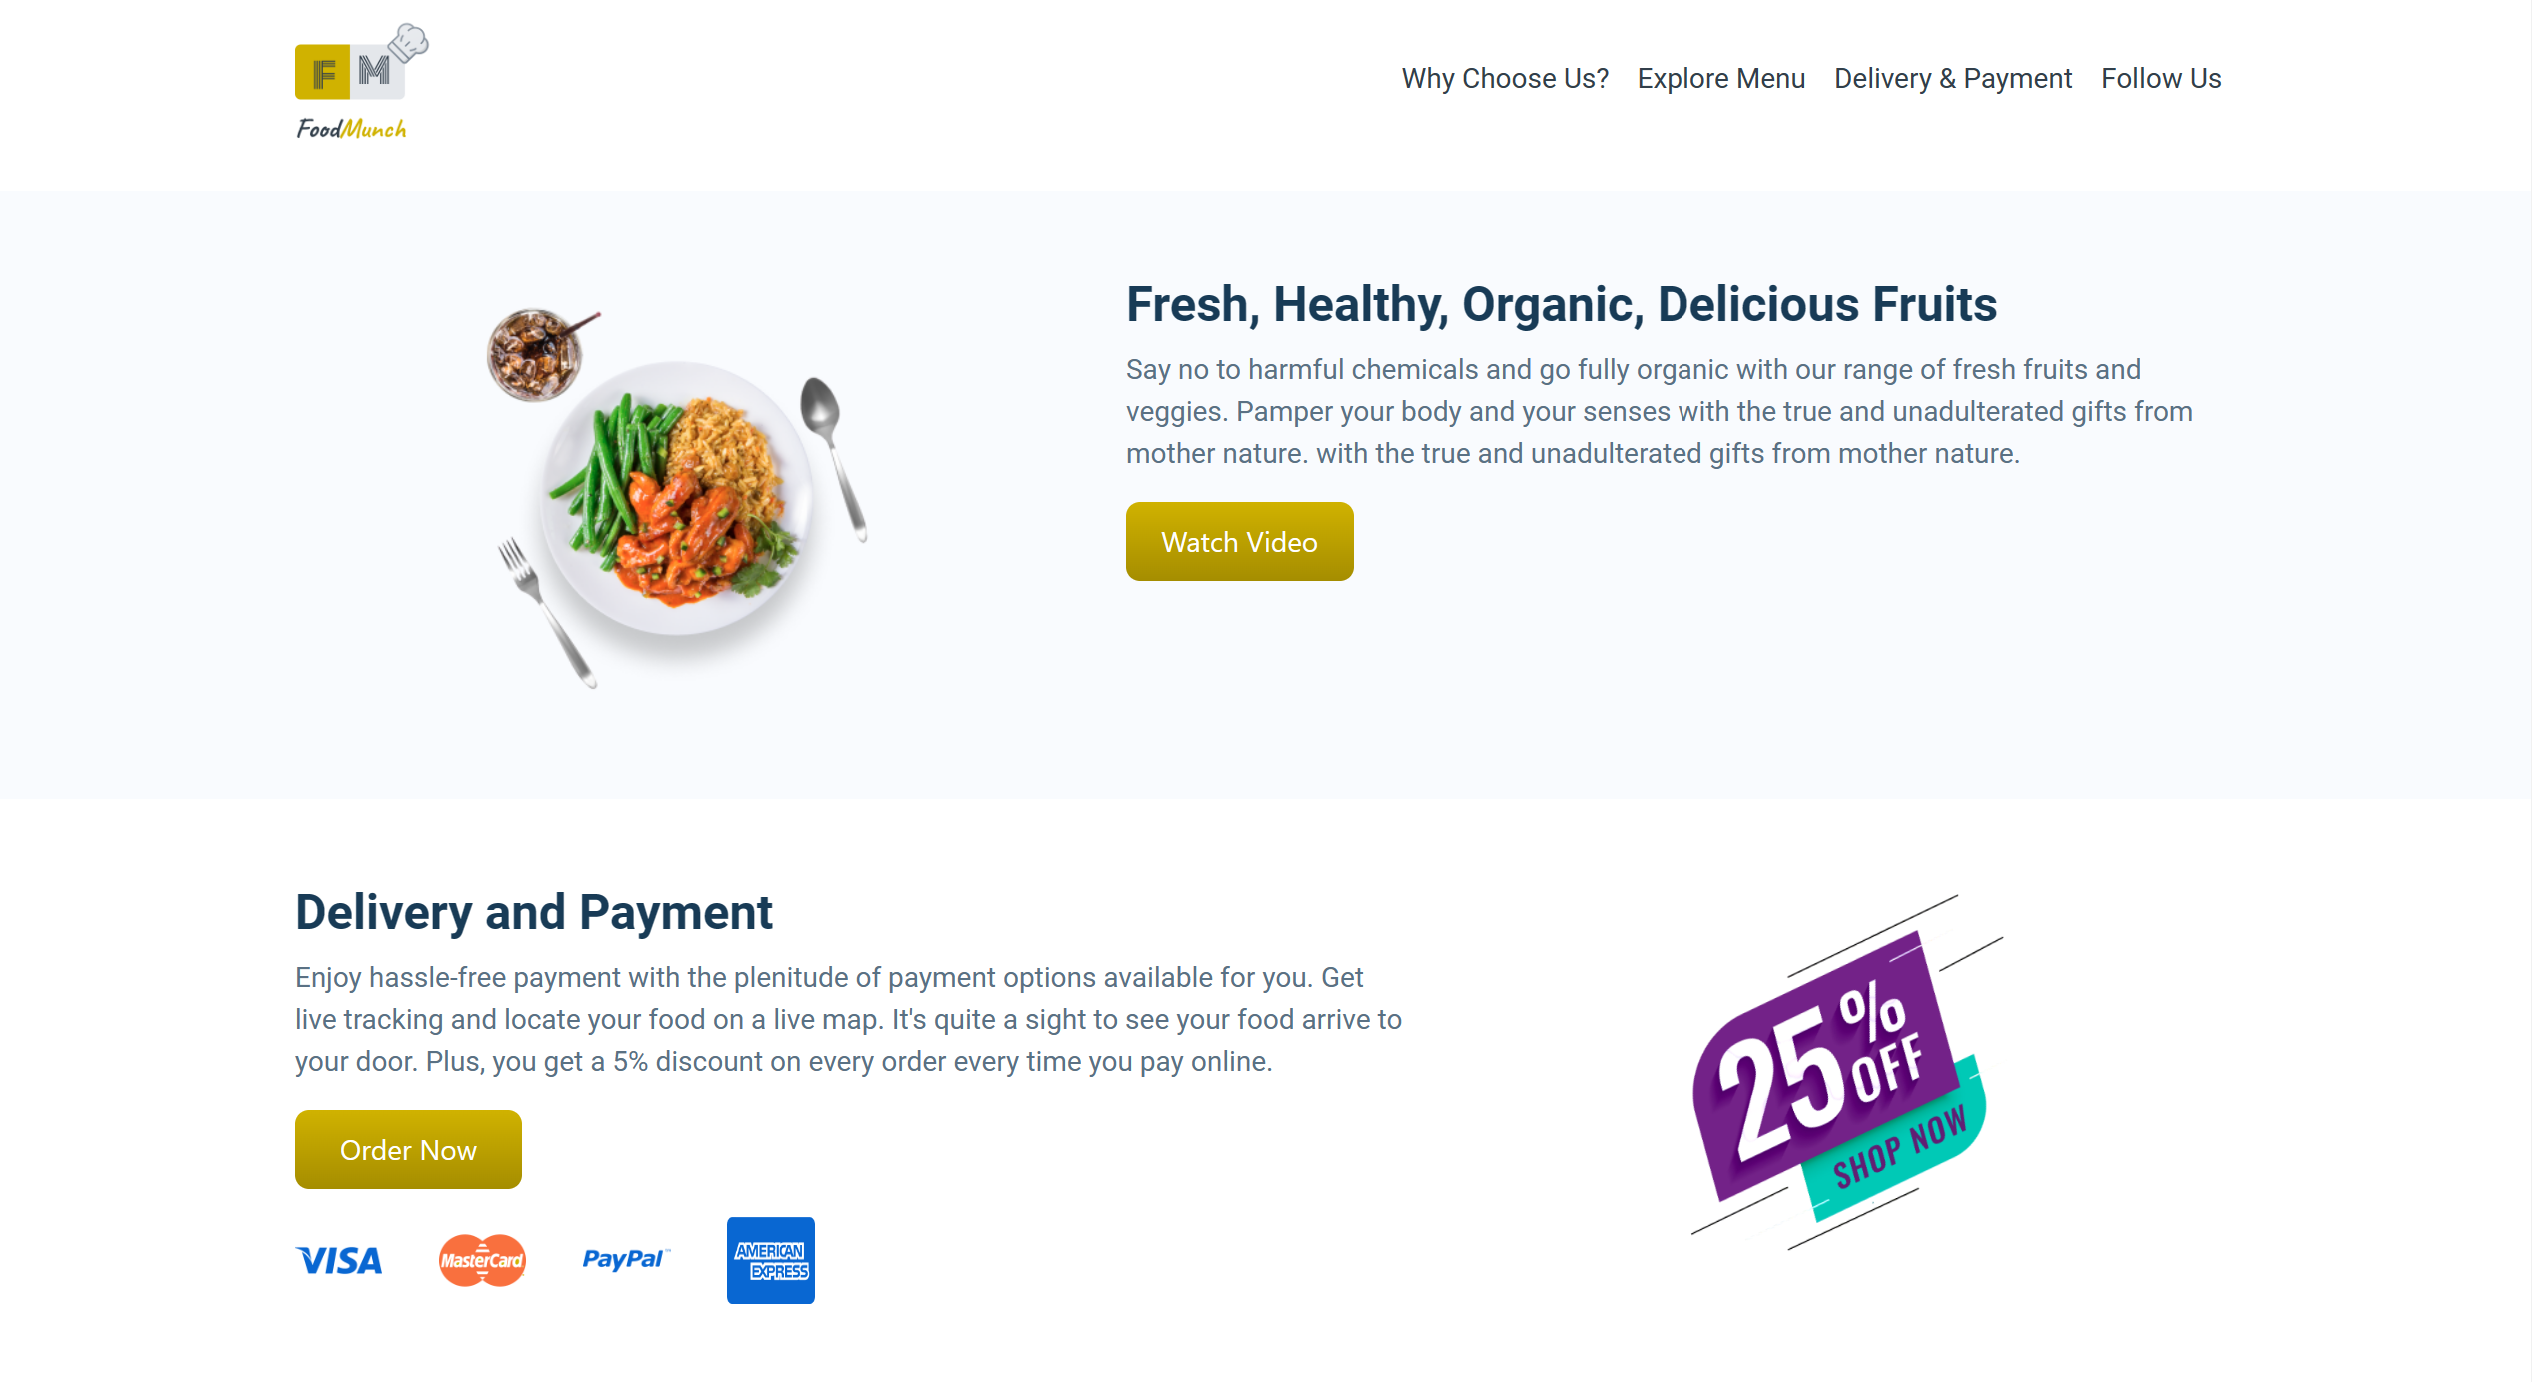 F M
FoodMunch
Why Choose Us? Explore Menu Delivery & Payment Follow Us
Fresh, Healthy, Organic, Delicious Fruits
Say no to harmful chemicals and go fully organic with our range of fresh fruits and
veggies. Pamper your body and your senses with the true and unadulterated gifts from
mother nature. with the true and unadulterated gifts from mother nature.
Watch Video
Delivery and Payment
Enjoy hassle-free payment with the plenitude of payment options available for you. Get
live tracking and locate your food on a live map. It's quite a sight to see your food arrive to
your door. Plus, you get a 5% discount on every order every time you pay online.
Order Now
VISA MasterCard PayPal AMERICAN
EXPRESS
25%
OFF
SHOP NOW